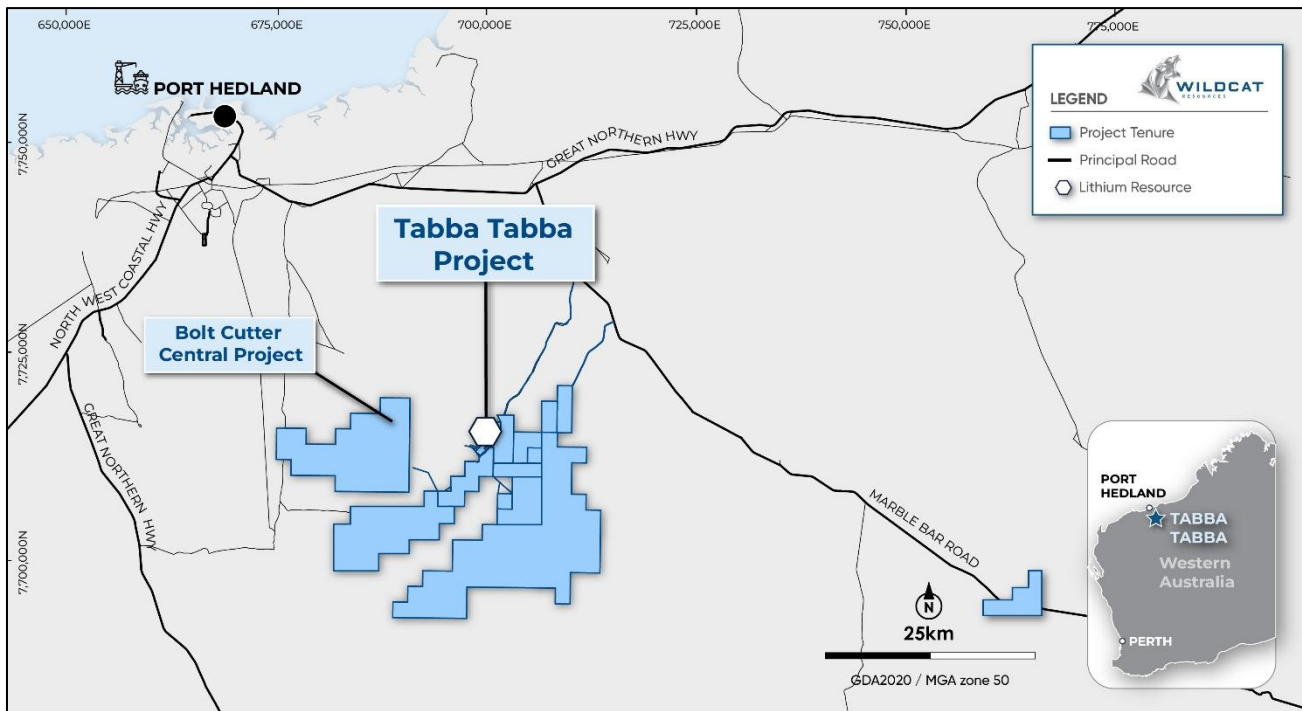 650,000E
675,000E
700,000E
725,000E
750,000E
775,000E
WILDCAT
RESOURCES
LEGEND
Project Tenure
Principal Road
Lithium Resource
PORT HEDLAND
7,750,000N
GREAT NORTHERN HWY
NORTH WEST COASTAL HWY
Tabba Tabba
Project
Bolt Cutter
Central Project
7,725,000N
GREAT NORTHERN HWY
MARBLE BAR ROAD
7,700,000N
N
25km
GDA2020 / MGA zone 50
PORT
HEDLAND
TABBA
TABBA
Western
Australia
PERTH